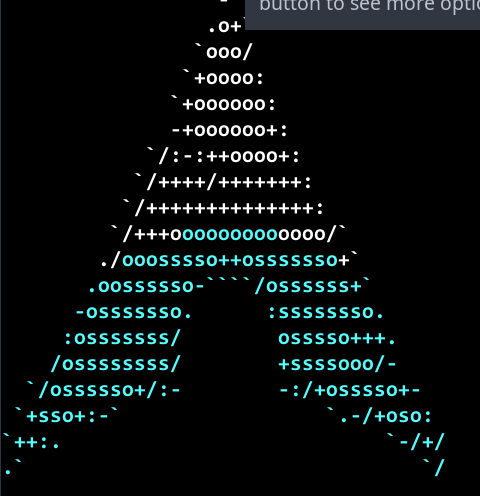 button to see more optio
-
.o+`
`ooo/
`+oooo:
`+oooooo:
-+oooooo+:
`/:-:++oooo+:
`/++++/+++++++:
`/++++++++++++++:
`/+++ooooooooooooo/`
./ooosssso++osssssso+`
.oossssso-````/ossssss+`
-osssssso. :ssssssso.
:osssssss/ osssso+++.
/ossssssss/ +ssssooo/-
`/ossssso+/:- -:/+osssso+-
`+sso+:-` `.-/+oso:
`++:. `-/+/
.` `/